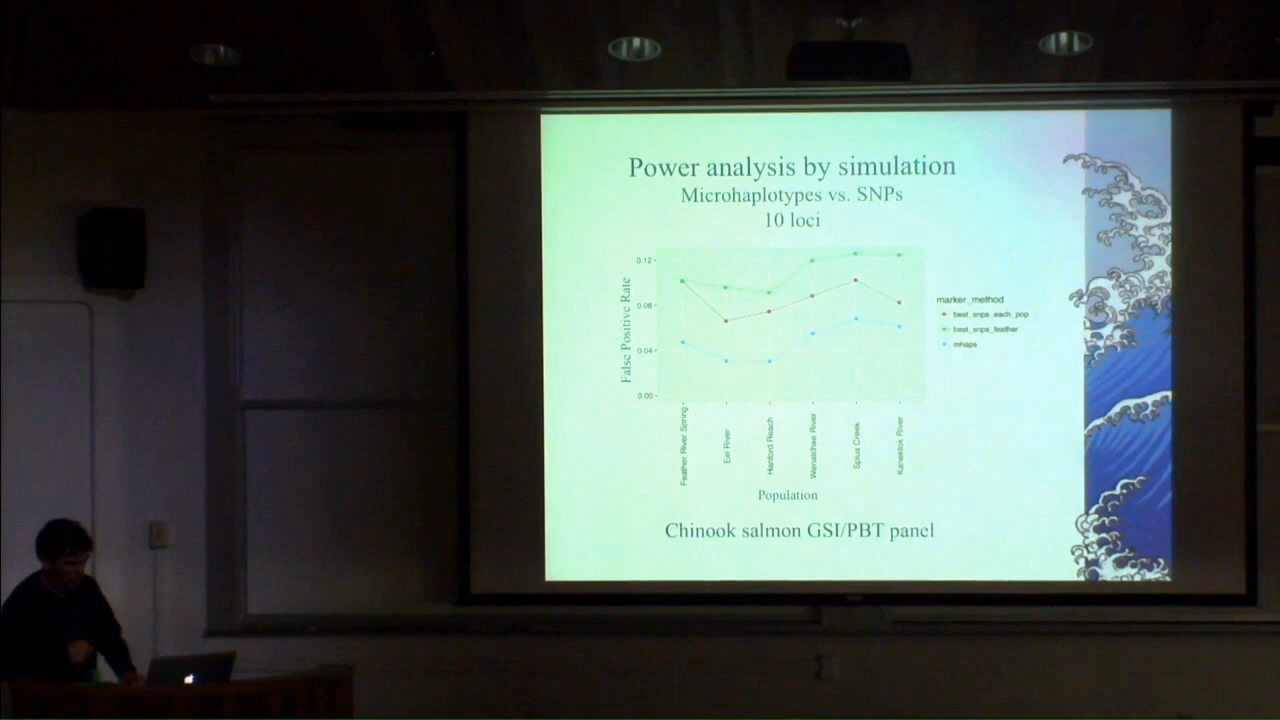 Power analysis by simulation
Microhaplotypes vs. SNPs
10 loci
False Positive Rate
0.12
0.08
0.04
0.00
Feather River Spring
Eel River
Hanford Reach
Wenatchee River
Spius Creek
Kanektok River
Population
marker_method
best_snps_each_pop
best_snps_feather
mhaps
Chinook salmon GSI/PBT panel